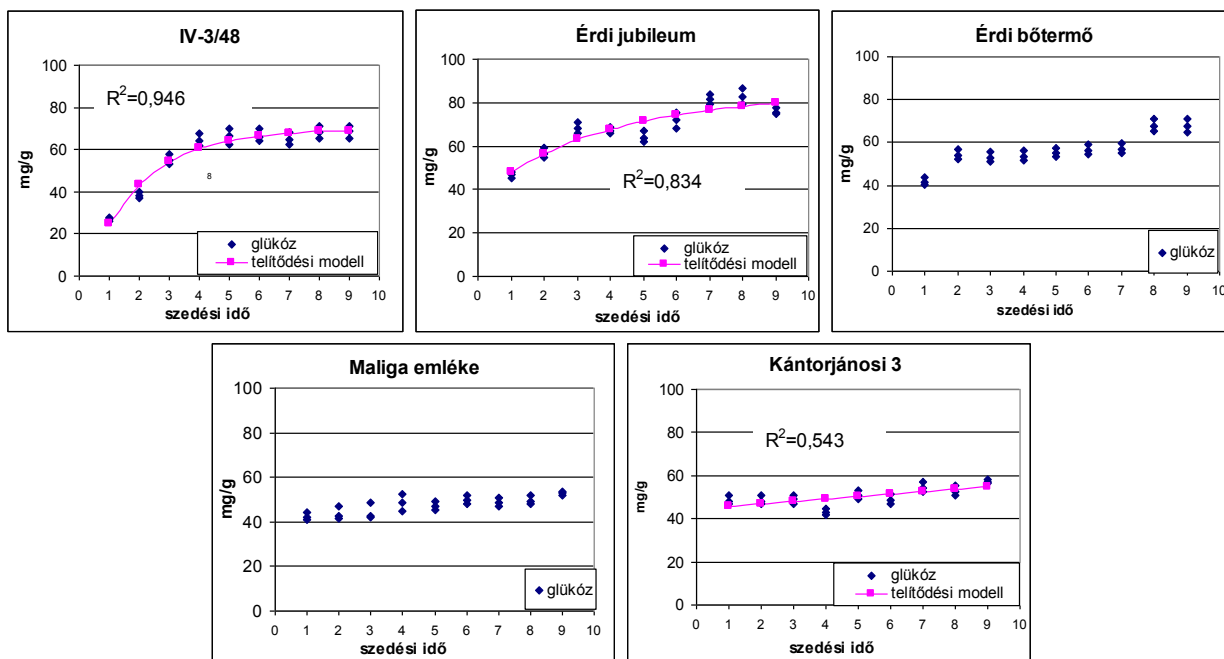 IV-3/48
100
80
60
40
20
0
mg/g
R²=0,946
8
glükóz
telítődési modell
0 1 2 3 4 5 6 7 8 9 10
szedési idő
Érdi jubileum
100
80
60
40
20
0
mg/g
R²=0,834
glükóz
telítődési modell
0 1 2 3 4 5 6 7 8 9 10
szedési idő
Érdi bőtermő
100
80
60
40
20
0
mg/g
glükóz
0 1 2 3 4 5 6 7 8 9 10
szedési idő
Maliga emléke
100
80
60
40
20
0
mg/g
glükóz
0 1 2 3 4 5 6 7 8 9 10
szedési idő
Kántorjánosi 3
100
80
60
40
20
0
mg/g
R²=0,543
glükóz
telítődési modell
0 1 2 3 4 5 6 7 8 9 10
szedési idő